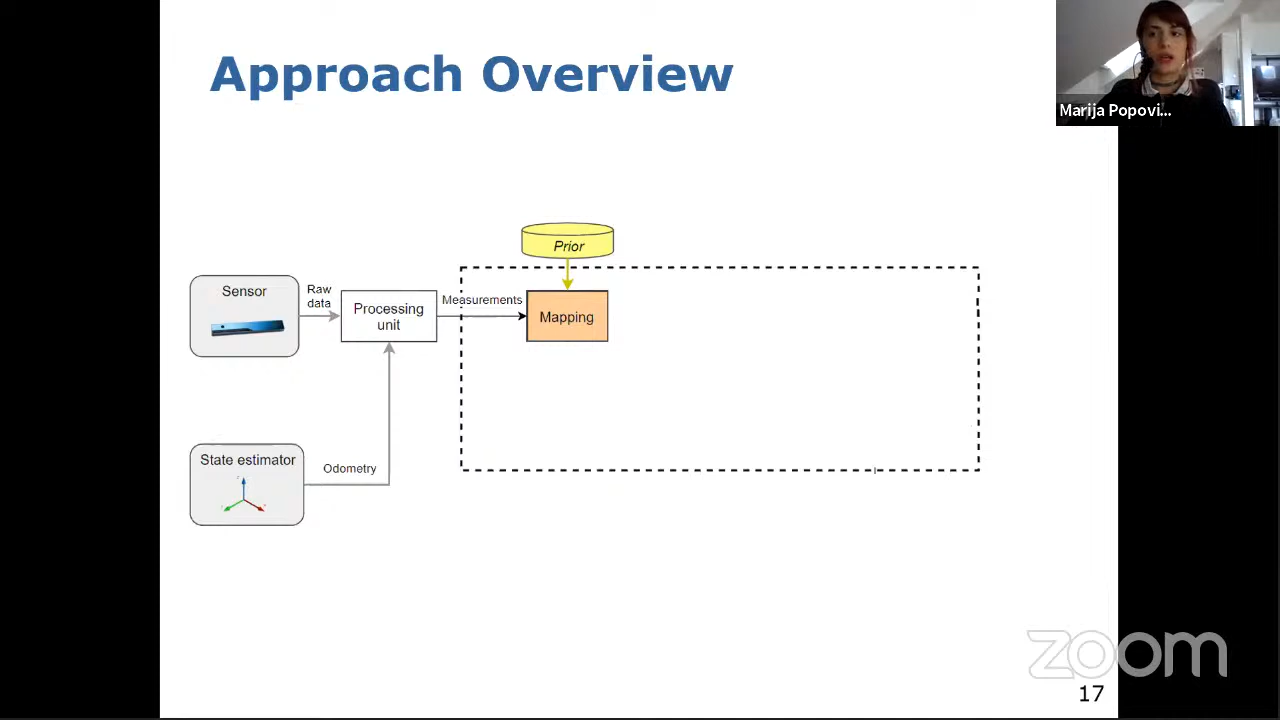 Approach Overview
Marija Popovi...
Prior
Sensor
Raw
data
Processing
unit
Measurements
Mapping
State estimator
Odometry
zoom
17